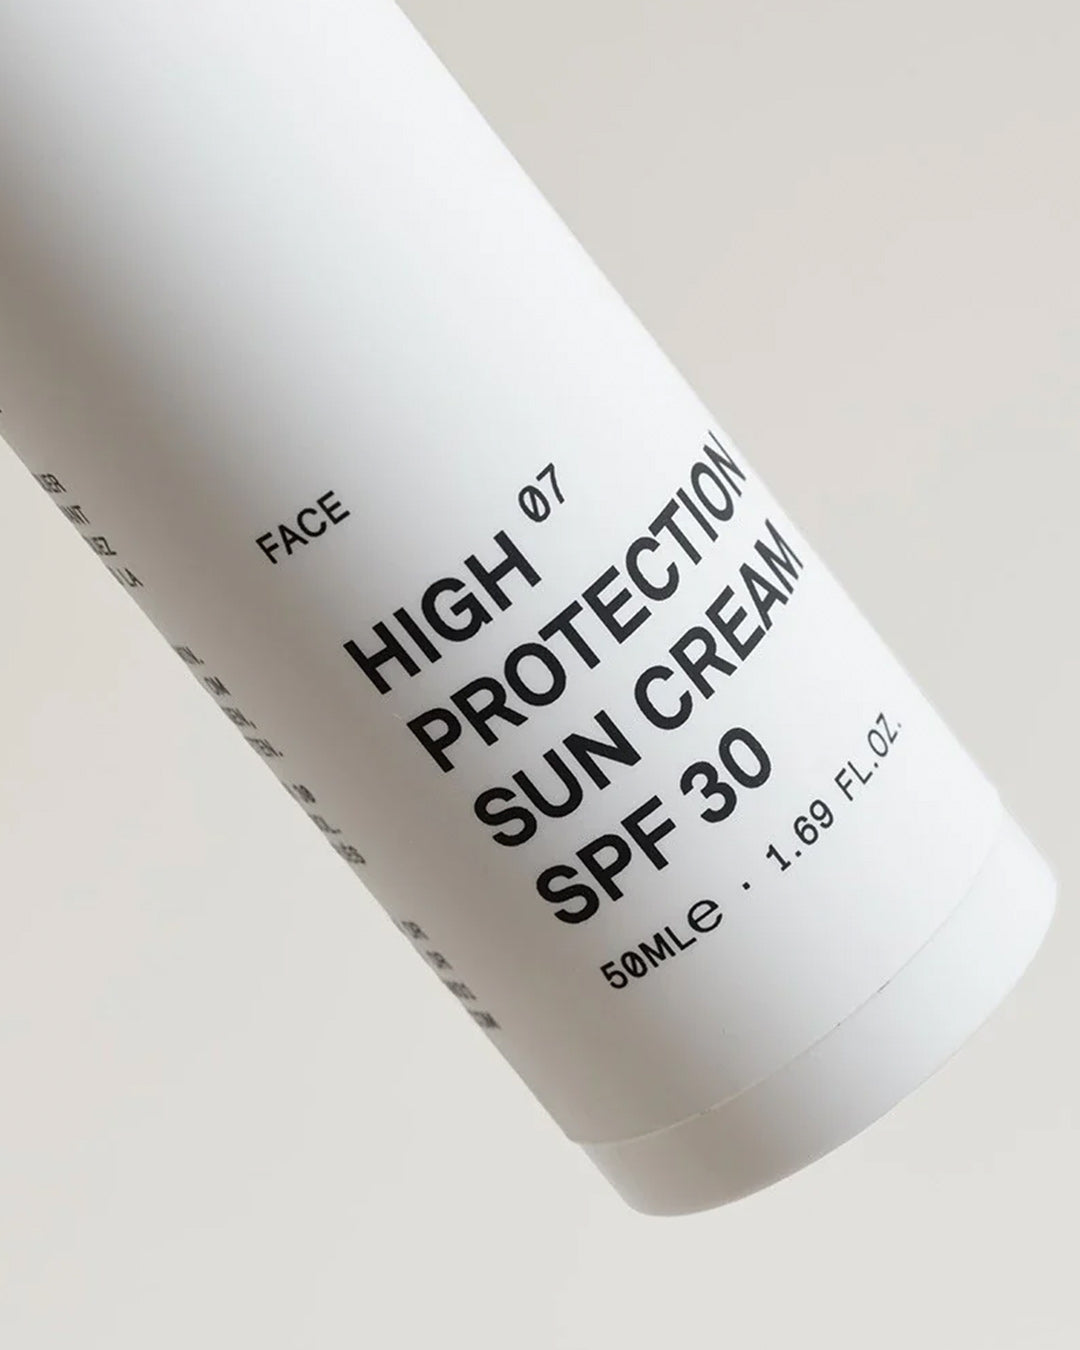 FACE
HIGH 07
PROTECTION
SUN CREAM
SPF 30
50ML℮ · 1.69 FL.OZ.